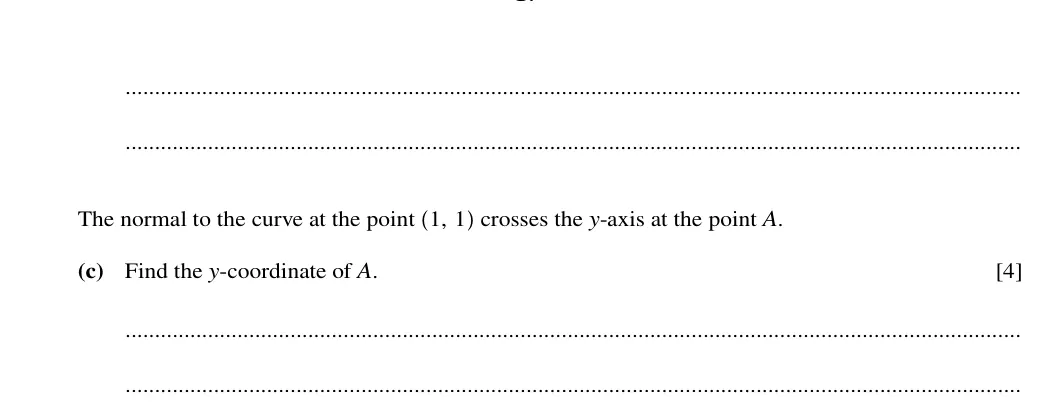 The normal to the curve at the point (1, 1) crosses the y-axis at the point A.
(c) Find the y-coordinate of A. [4]